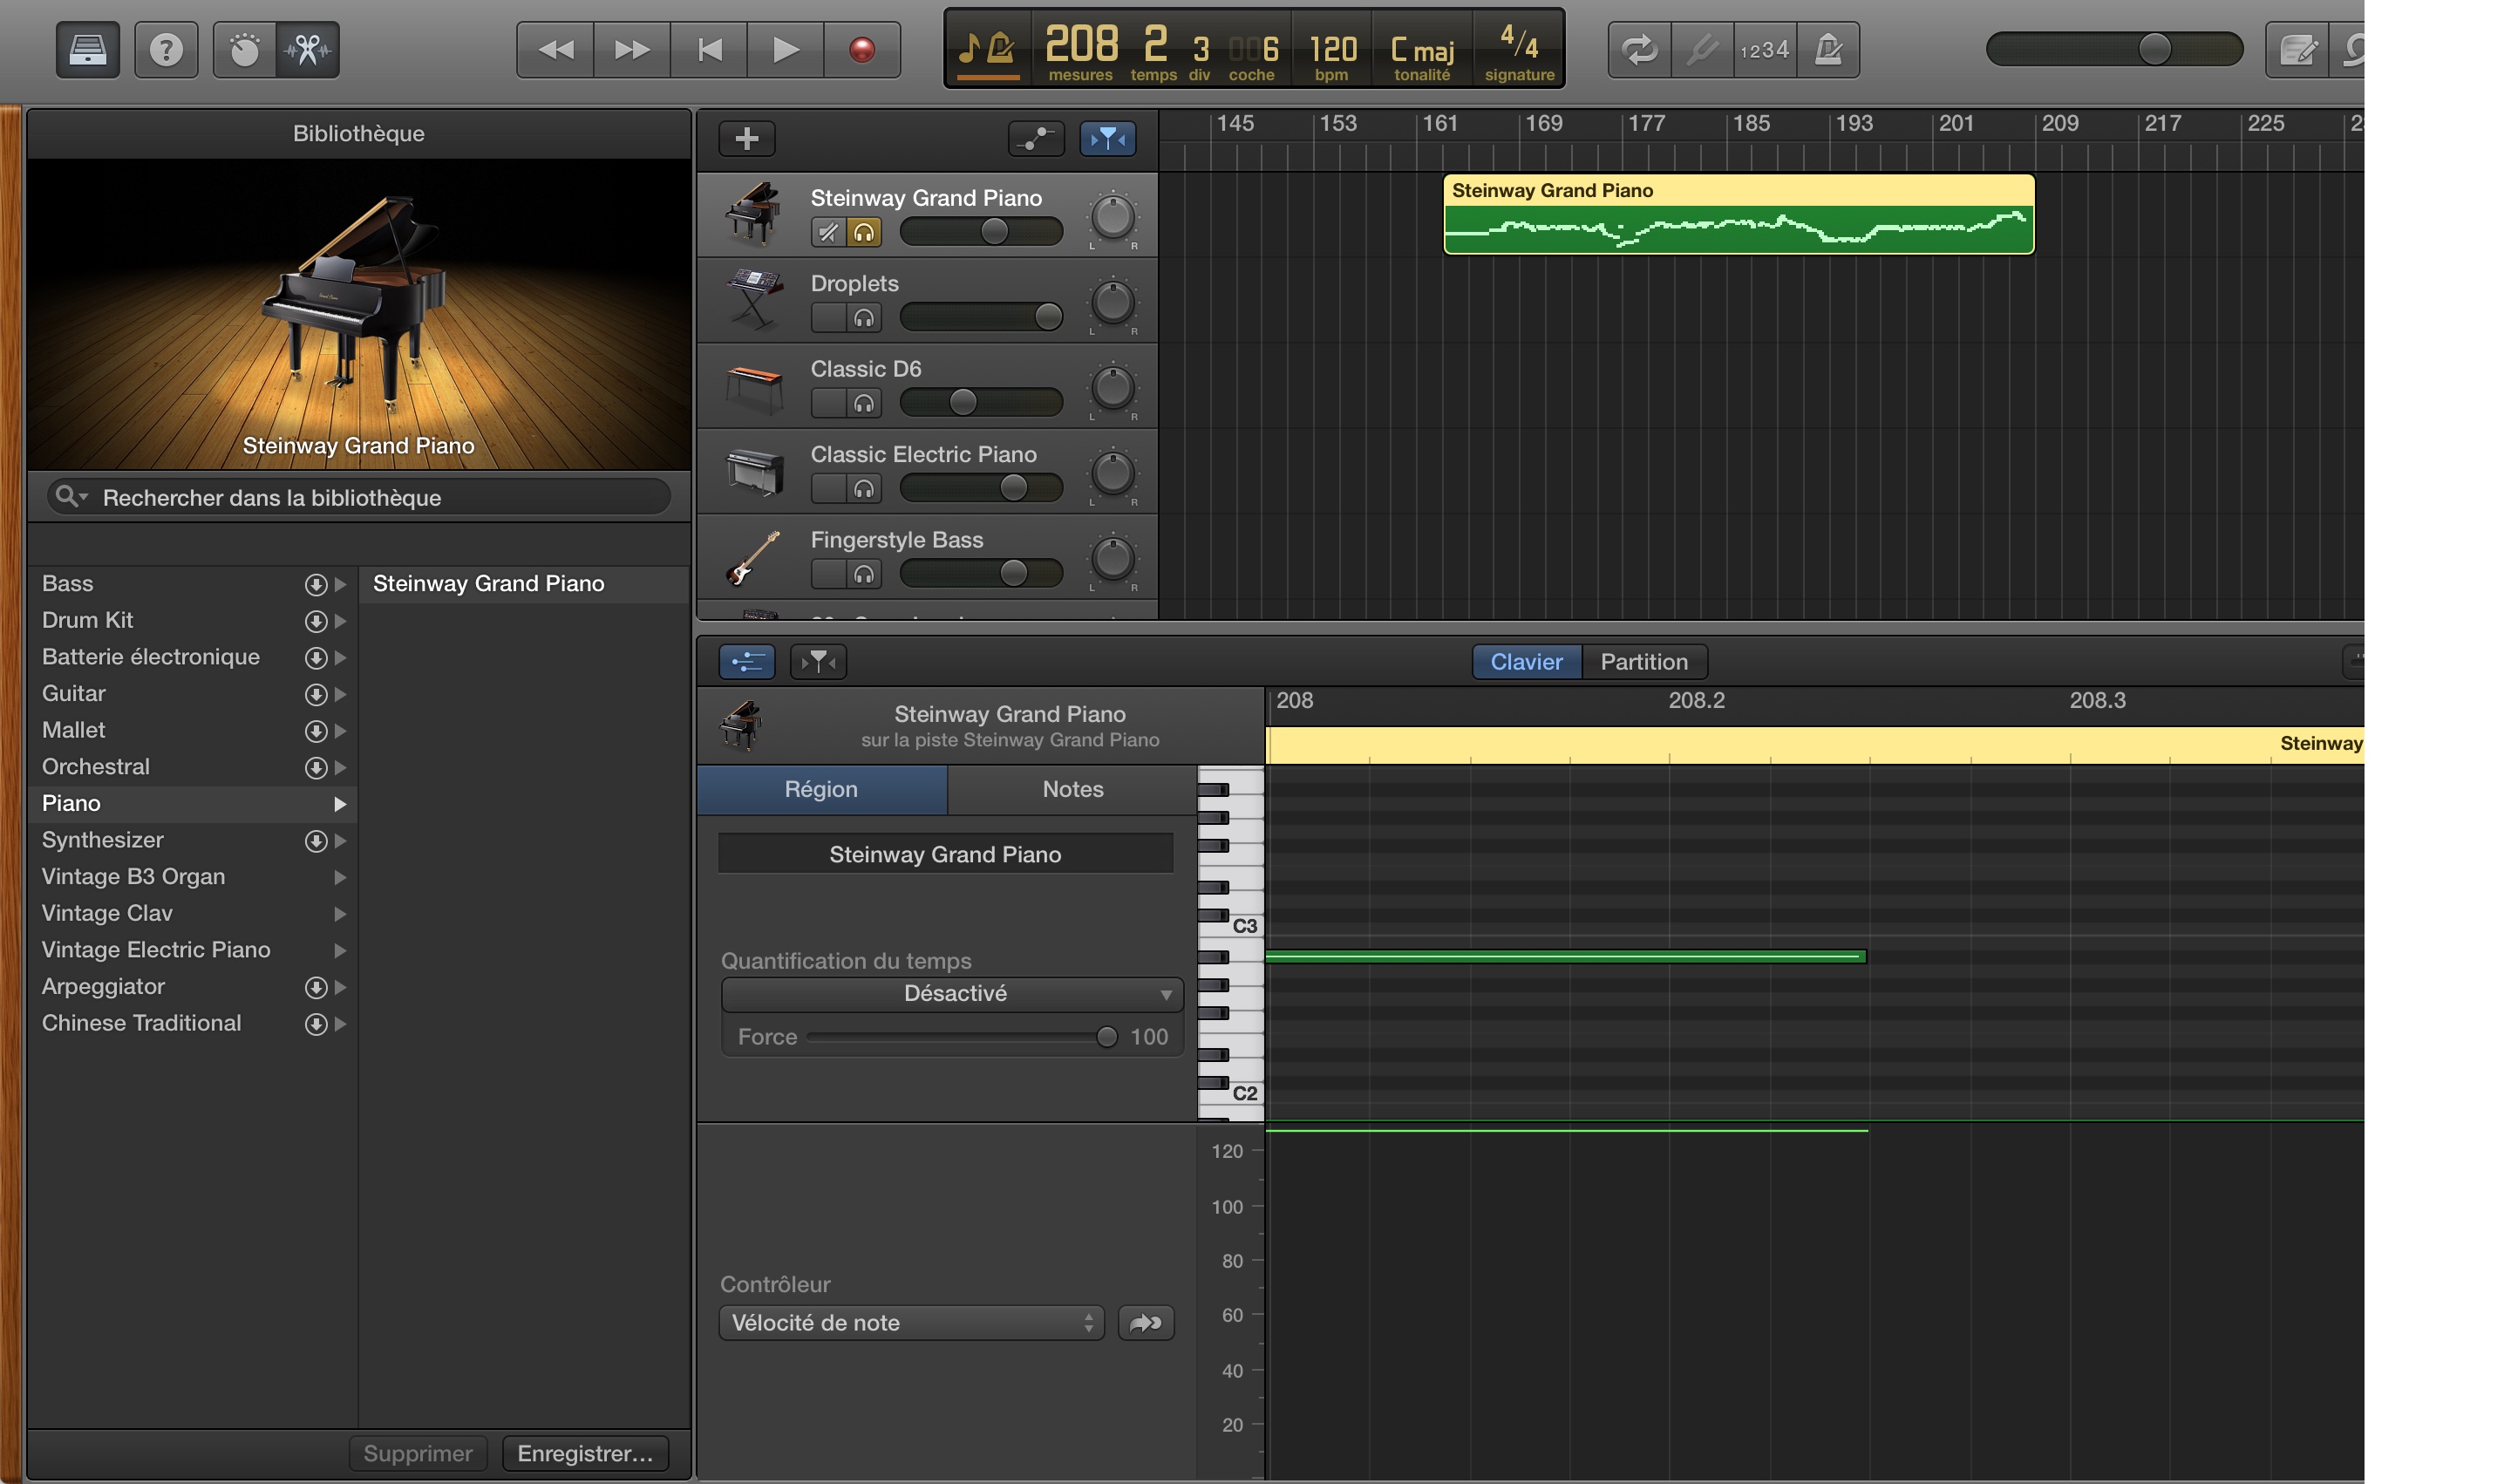 1234
208 2 3 006 120 C maj 4/4
mesures temps div coche bpm tonalité signature
Bibliothèque
Steinway Grand Piano
Rechercher dans la bibliothèque
Bass
Drum Kit
Batterie électronique
Guitar
Mallet
Orchestral
Piano
Synthesizer
Vintage B3 Organ
Vintage Clav
Vintage Electric Piano
Arpeggiator
Chinese Traditional
Steinway Grand Piano
Supprimer
Enregistrer...
145 153 161 169 177 185 193 201 209 217 225
Steinway Grand Piano
L R
Steinway Grand Piano
Droplets
L R
Classic D6
L R
Classic Electric Piano
L R
Fingerstyle Bass
L R
Clavier Partition
Steinway Grand Piano
sur la piste Steinway Grand Piano
208 208.2 208.3
Steinway
Région Notes
Steinway Grand Piano
Quantification du temps
Désactivé
Force 100
C3
C2
Contrôleur
Vélocité de note
120
100
80
60
40
20